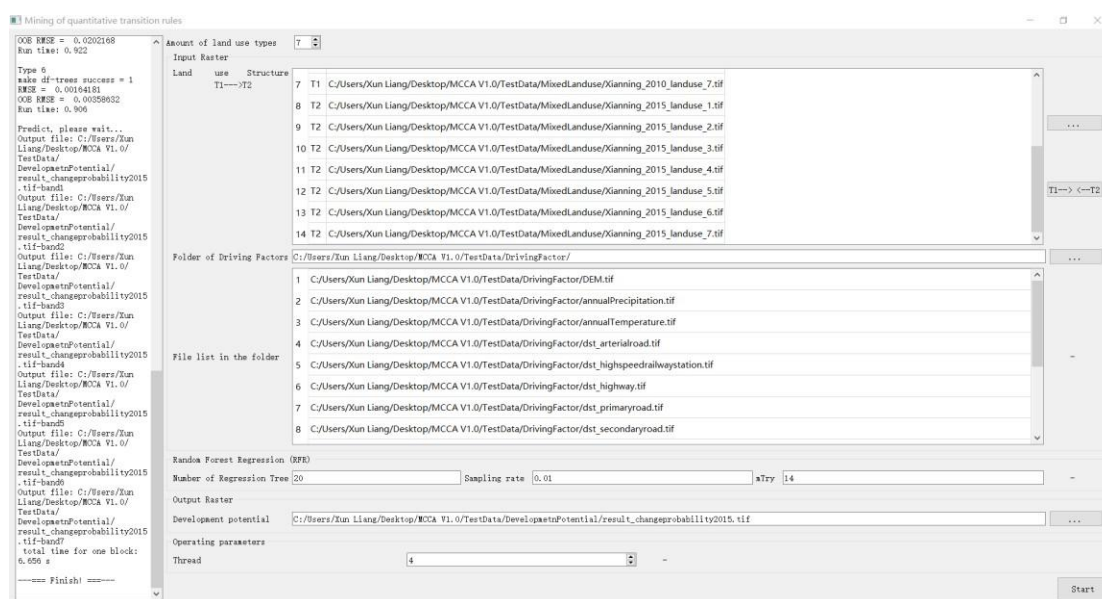 Mining of quantitative transition rules
OOB RMSE = 0.0202168
Run time: 0.922
Type 6
make df-trees success = 1
RMSE = 0.00164181
OOB RMSE = 0.00358632
Run time: 0.906
Predict, please wait...
Output file: C:/Users/Xun
Liang/Desktop/MCCA V1.0/
TestData/
DevelopmetnPotential/
result_changeprobability2015
.tif-band1
Output file: C:/Users/Xun
Liang/Desktop/MCCA V1.0/
TestData/
DevelopmetnPotential/
result_changeprobability2015
.tif-band2
Output file: C:/Users/Xun
Liang/Desktop/MCCA V1.0/
TestData/
DevelopmetnPotential/
result_changeprobability2015
.tif-band3
Output file: C:/Users/Xun
Liang/Desktop/MCCA V1.0/
TestData/
DevelopmetnPotential/
result_changeprobability2015
.tif-band4
Output file: C:/Users/Xun
Liang/Desktop/MCCA V1.0/
TestData/
DevelopmetnPotential/
result_changeprobability2015
.tif-band5
Output file: C:/Users/Xun
Liang/Desktop/MCCA V1.0/
TestData/
DevelopmetnPotential/
result_changeprobability2015
.tif-band6
Output file: C:/Users/Xun
Liang/Desktop/MCCA V1.0/
TestData/
DevelopmetnPotential/
result_changeprobability2015
.tif-band7
total time for one block:
6.656 s
---=== Finish! ===---
Amount of land use types 7
Input Raster
Land use Structure
T1--->T2
7 T1 C:/Users/Xun Liang/Desktop/MCCA V1.0/TestData/MixedLanduse/Xianning_2010_landuse_7.tif
8 T2 C:/Users/Xun Liang/Desktop/MCCA V1.0/TestData/MixedLanduse/Xianning_2015_landuse_1.tif
9 T2 C:/Users/Xun Liang/Desktop/MCCA V1.0/TestData/MixedLanduse/Xianning_2015_landuse_2.tif
10 T2 C:/Users/Xun Liang/Desktop/MCCA V1.0/TestData/MixedLanduse/Xianning_2015_landuse_3.tif
11 T2 C:/Users/Xun Liang/Desktop/MCCA V1.0/TestData/MixedLanduse/Xianning_2015_landuse_4.tif
12 T2 C:/Users/Xun Liang/Desktop/MCCA V1.0/TestData/MixedLanduse/Xianning_2015_landuse_5.tif
13 T2 C:/Users/Xun Liang/Desktop/MCCA V1.0/TestData/MixedLanduse/Xianning_2015_landuse_6.tif
14 T2 C:/Users/Xun Liang/Desktop/MCCA V1.0/TestData/MixedLanduse/Xianning_2015_landuse_7.tif
...
T1--> <--T2
Folder of Driving Factors C:/Users/Xun Liang/Desktop/MCCA V1.0/TestData/DrivingFactor/ ...
File list in the folder
1 C:/Users/Xun Liang/Desktop/MCCA V1.0/TestData/DrivingFactor/DEM.tif
2 C:/Users/Xun Liang/Desktop/MCCA V1.0/TestData/DrivingFactor/annualPrecipitation.tif
3 C:/Users/Xun Liang/Desktop/MCCA V1.0/TestData/DrivingFactor/annualTemperature.tif
4 C:/Users/Xun Liang/Desktop/MCCA V1.0/TestData/DrivingFactor/dst_arterialroad.tif
5 C:/Users/Xun Liang/Desktop/MCCA V1.0/TestData/DrivingFactor/dst_highspeedrailwaystation.tif
6 C:/Users/Xun Liang/Desktop/MCCA V1.0/TestData/DrivingFactor/dst_highway.tif
7 C:/Users/Xun Liang/Desktop/MCCA V1.0/TestData/DrivingFactor/dst_primaryroad.tif
8 C:/Users/Xun Liang/Desktop/MCCA V1.0/TestData/DrivingFactor/dst_secondaryroad.tif
-
Random Forest Regression (RFR)
Number of Regression Tree 20 Sampling rate 0.01 mTry 14 -
Output Raster
Development potential C:/Users/Xun Liang/Desktop/MCCA V1.0/TestData/DevelopmetnPotential/result_changeprobability2015.tif ...
Operating parameters
Thread 4 -
Start